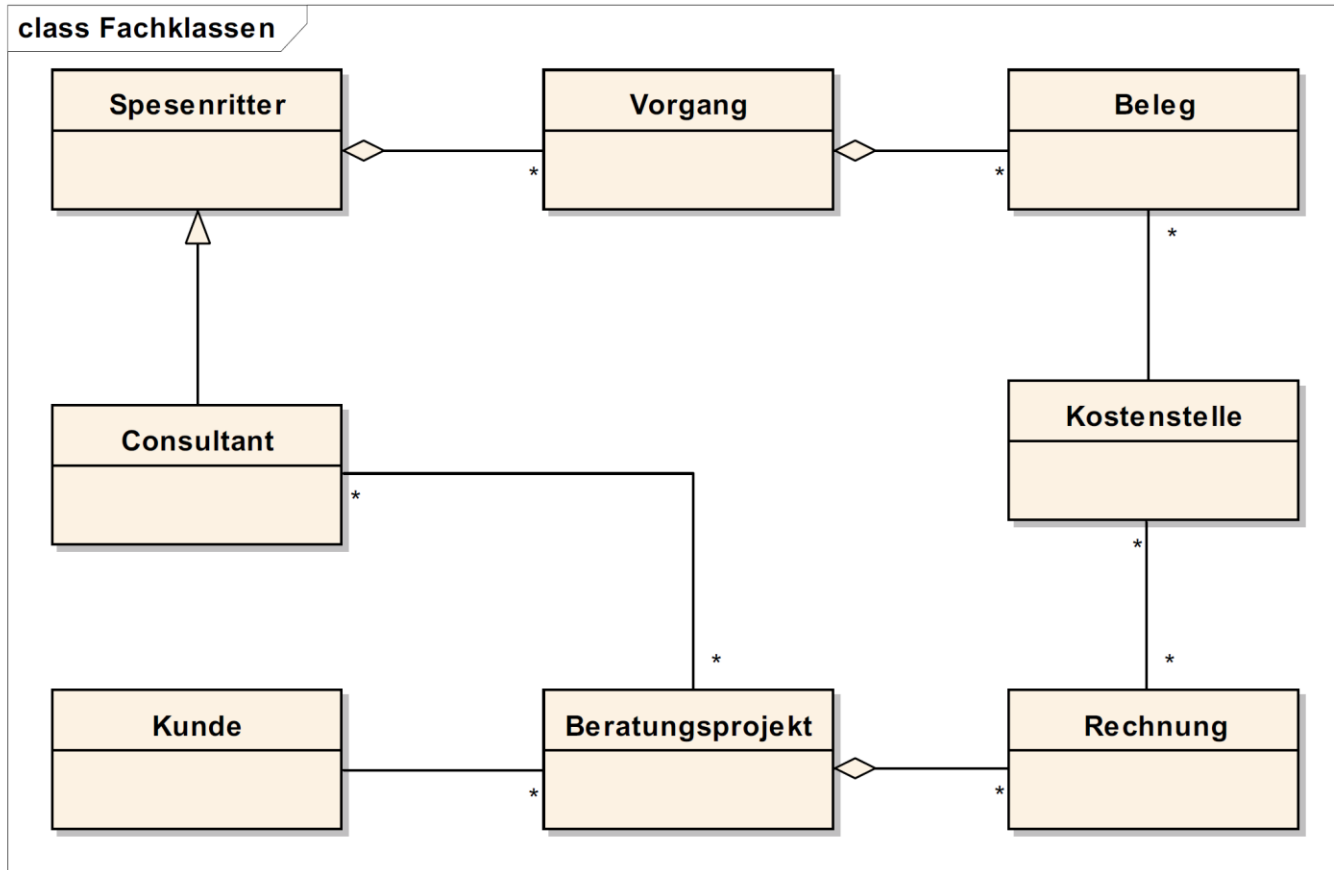 class Fachklassen
Spesenritter
Vorgang
Beleg
*
*
*
Kostenstelle
Consultant
*
*
*
*
Kunde
Beratungsprojekt
Rechnung
*
*